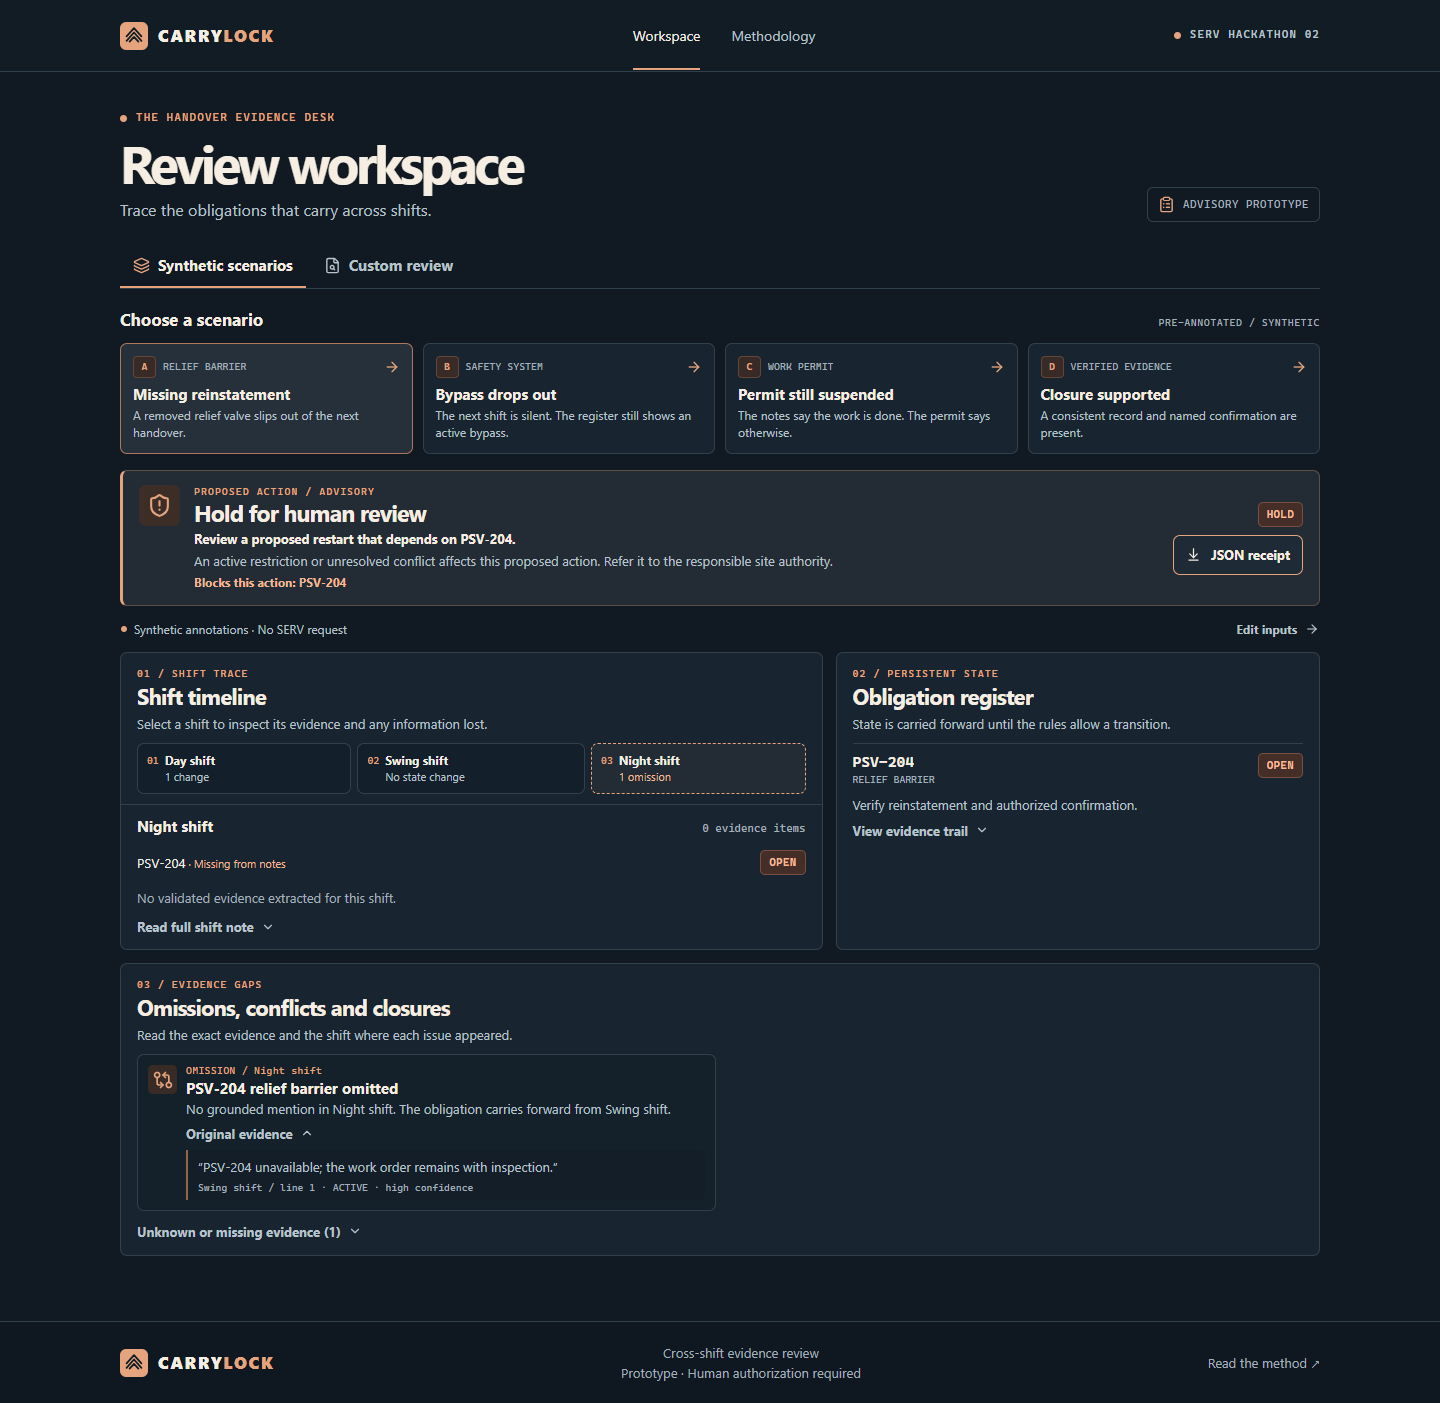 CARRYLOCK
Workspace
Methodology
SERV HACKATHON 02
THE HANDOVER EVIDENCE DESK
Review workspace
Trace the obligations that carry across shifts.
ADVISORY PROTOTYPE
Synthetic scenarios
Custom review
Choose a scenario
PRE-ANNOTATED / SYNTHETIC
A RELIEF BARRIER
Missing reinstatement
A removed relief valve slips out of the next
handover.
B SAFETY SYSTEM
Bypass drops out
The next shift is silent. The register still shows an
active bypass.
C WORK PERMIT
Permit still suspended
The notes say the work is done. The permit says
otherwise.
D VERIFIED EVIDENCE
Closure supported
A consistent record and named confirmation are
present.
PROPOSED ACTION / ADVISORY
Hold for human review
Review a proposed restart that depends on PSV-204.
An active restriction or unresolved conflict affects this proposed action. Refer it to the responsible site authority.
Blocks this action: PSV-204
HOLD
JSON receipt
Synthetic annotations · No SERV request
Edit inputs
01 / SHIFT TRACE
Shift timeline
Select a shift to inspect its evidence and any information lost.
01 Day shift
1 change
02 Swing shift
No state change
03 Night shift
1 omission
Night shift
0 evidence items
PSV-204 · Missing from notes
OPEN
No validated evidence extracted for this shift.
Read full shift note
02 / PERSISTENT STATE
Obligation register
State is carried forward until the rules allow a transition.
PSV-204
RELIEF BARRIER
OPEN
Verify reinstatement and authorized confirmation.
View evidence trail
03 / EVIDENCE GAPS
Omissions, conflicts and closures
Read the exact evidence and the shift where each issue appeared.
OMISSION / Night shift
PSV-204 relief barrier omitted
No grounded mention in Night shift. The obligation carries forward from Swing shift.
Original evidence
“PSV-204 unavailable; the work order remains with inspection.”
Swing shift / line 1 · ACTIVE · high confidence
Unknown or missing evidence (1)
CARRYLOCK
Cross-shift evidence review
Prototype · Human authorization required
Read the method ↗